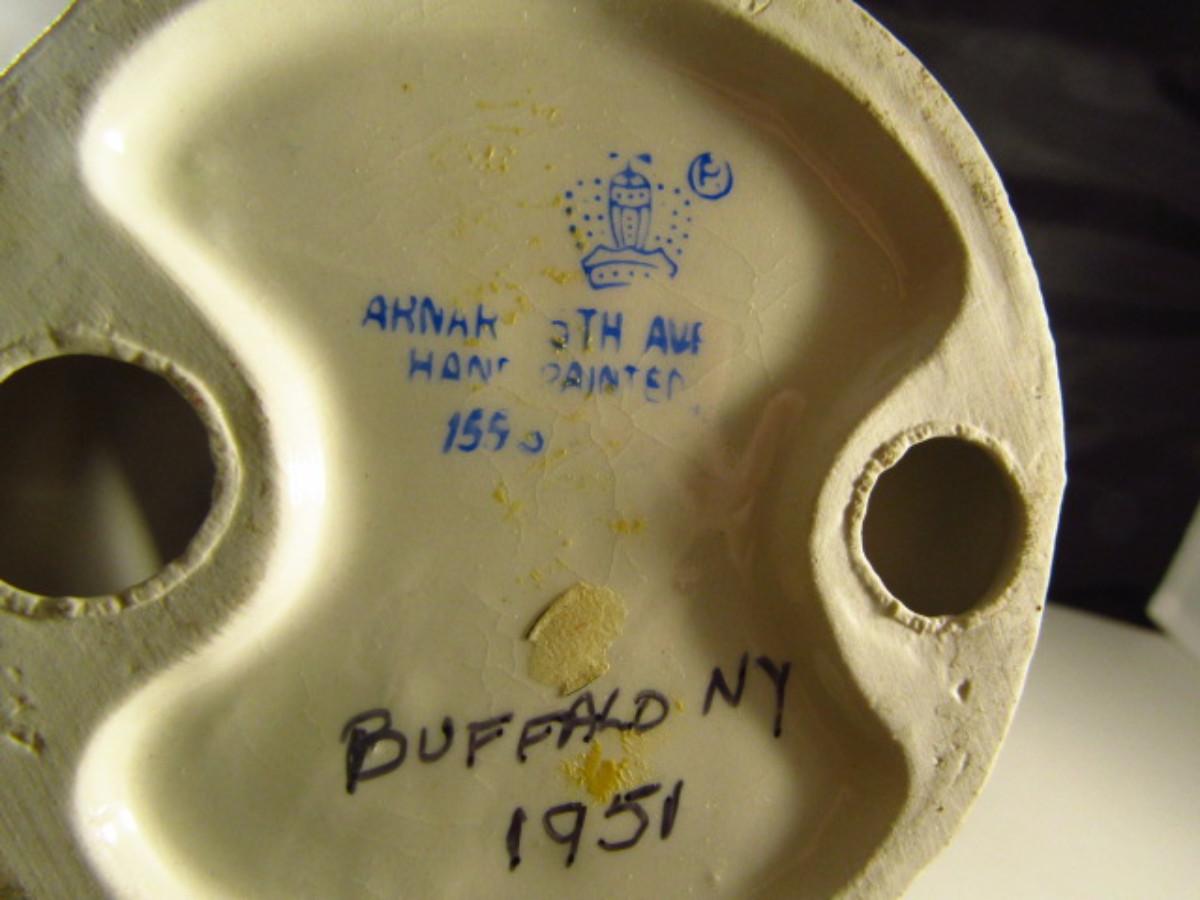 ®
ARNAR 5TH AVE
HAND PAINTED
BUFFALO NY
1951